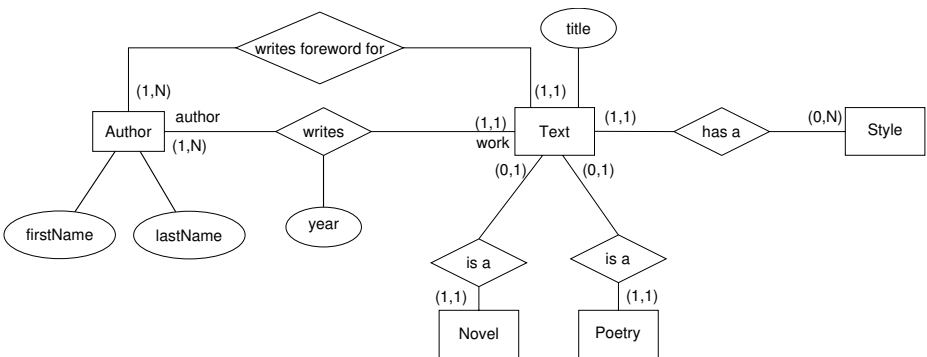 title
writes foreword for
(1,N)
(1,1)
author
(1,1)
(1,1)
(0,N)
Author
writes
Text
has a
Style
(1,N)
work
(0,1)
(0,1)
year
firstName
lastName
is a
is a
(1,1)
(1,1)
Novel
Poetry